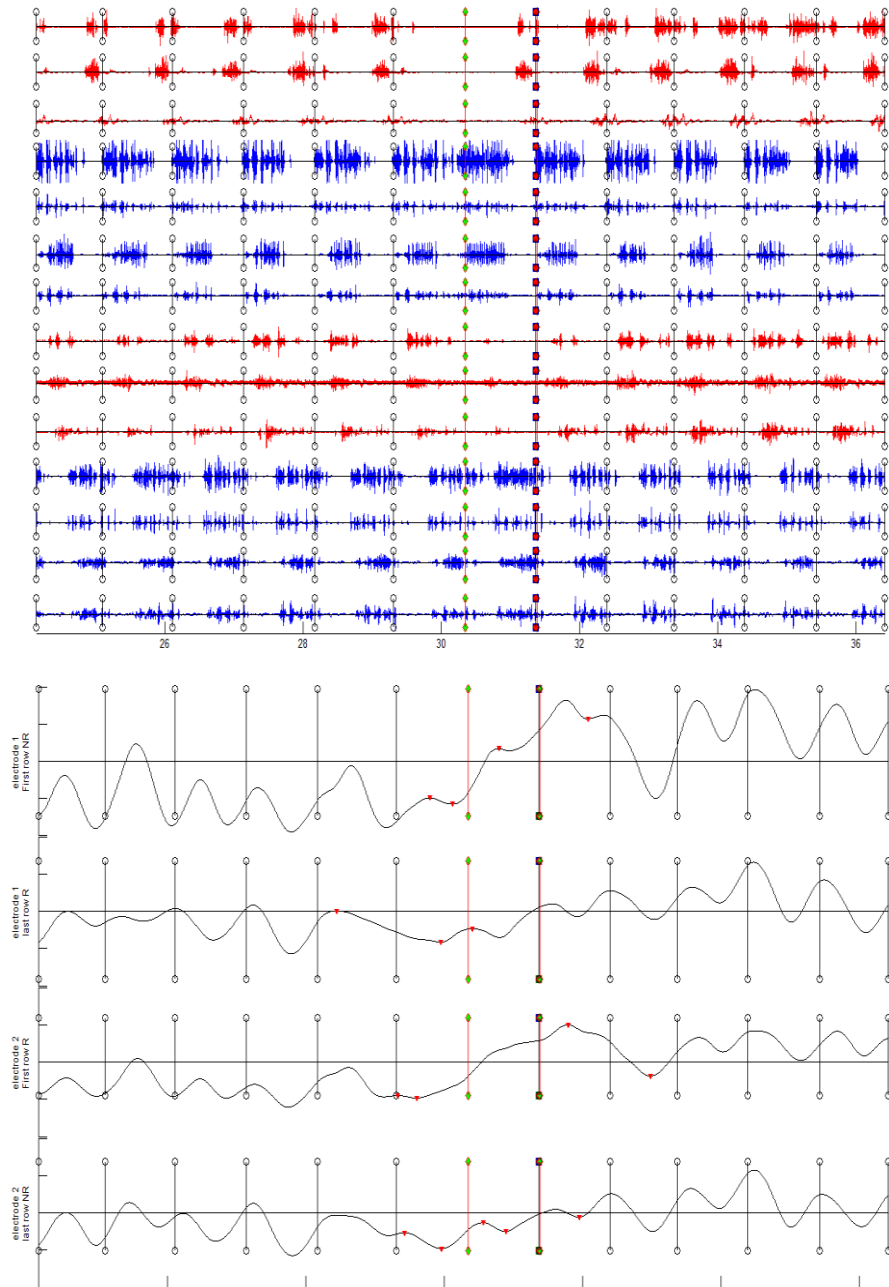 26 28 30 32 34 36
electrode 1
First row NR
electrode 1
last row R
electrode 2
First row R
electrode 2
last row NR